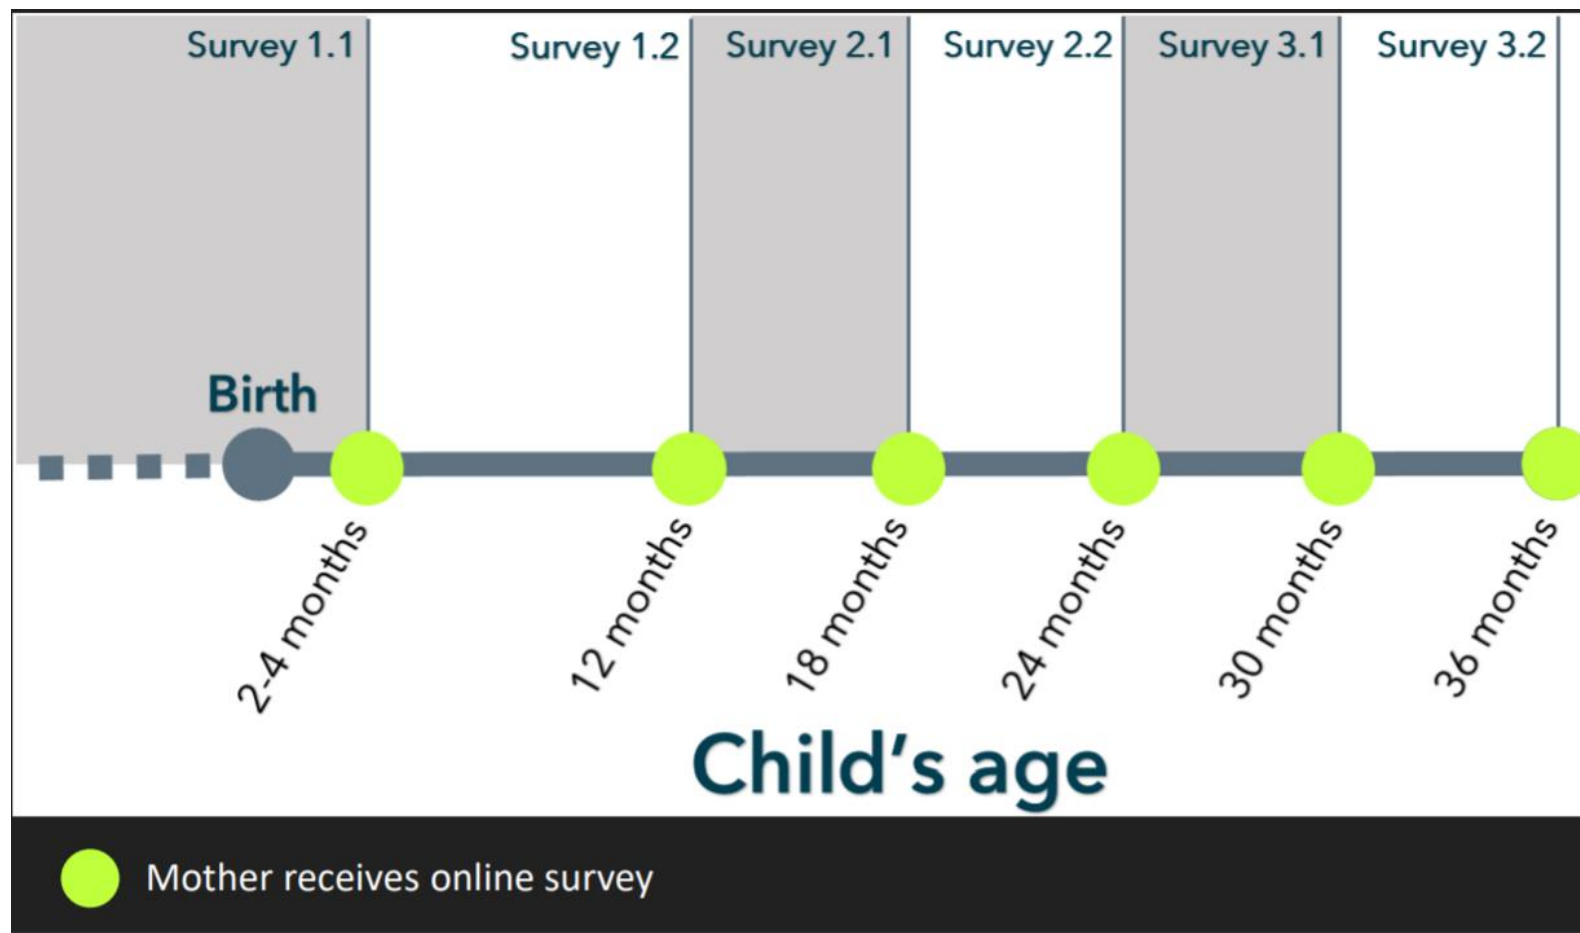 Survey 1.1
Survey 1.2
Survey 2.1
Survey 2.2
Survey 3.1
Survey 3.2
Birth
2-4 months
12 months
18 months
24 months
30 months
36 months
Child’s age
Mother receives online survey